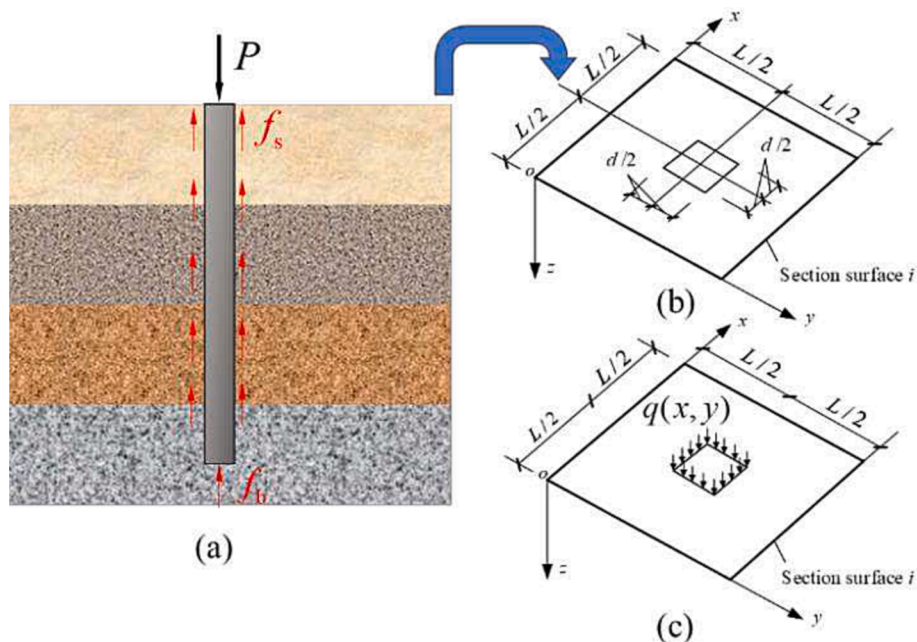 P
f_s
f_b
(a)
x
L/2
L/2
L/2
L/2
d/2
d/2
o
z
Section surface i
(b)
y
x
L/2
L/2
L/2
L/2
q(x, y)
o
z
Section surface i
y
(c)